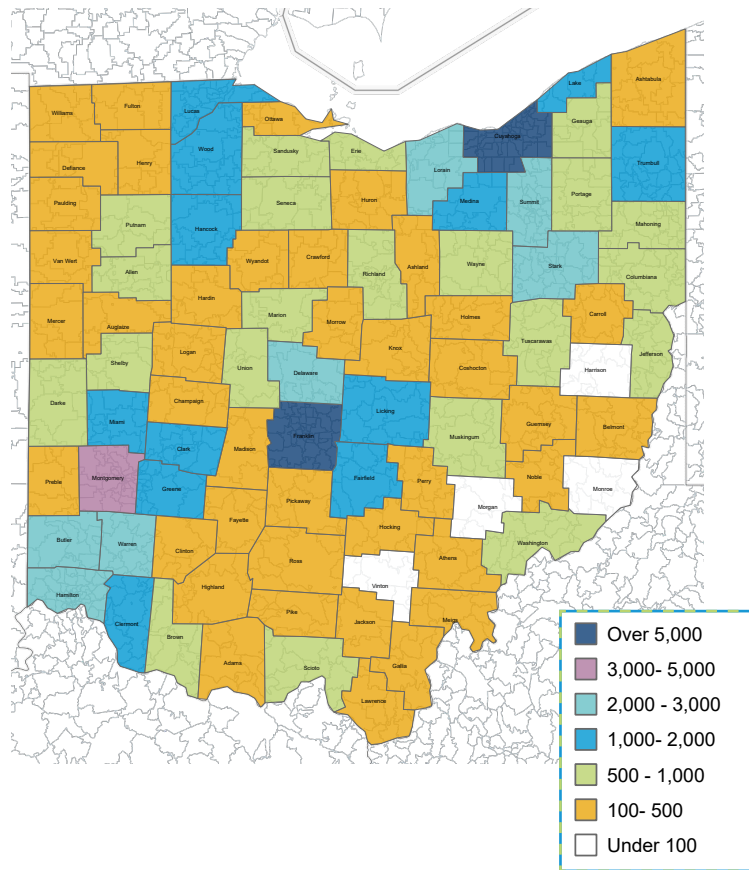 Lake
Ashtabula
Williams
Fulton
Lucas
Ottawa
Geauga
Cuyahoga
Wood
Erie
Sandusky
Henry
Defiance
Lorain
Trumbull
Huron
Medina
Summit
Portage
Paulding
Seneca
Hancock
Putnam
Mahoning
Van Wert
Wyandot
Crawford
Ashland
Wayne
Stark
Allen
Richland
Columbiana
Hardin
Mercer
Auglaize
Marion
Morrow
Holmes
Carroll
Tuscarawas
Knox
Logan
Jefferson
Shelby
Union
Coshocton
Harrison
Delaware
Darke
Champaign
Licking
Miami
Guernsey
Belmont
Franklin
Muskingum
Clark
Madison
Preble
Montgomery
Fairfield
Perry
Noble
Monroe
Greene
Pickaway
Morgan
Fayette
Hocking
Butler
Warren
Clinton
Washington
Athens
Ross
Highland
Vinton
Hamilton
Pike
Meigs
Jackson
Clermont
Brown
Adams
Scioto
Gallia
Lawrence
Over 5,000
3,000- 5,000
2,000 - 3,000
1,000- 2,000
500 - 1,000
100- 500
Under 100